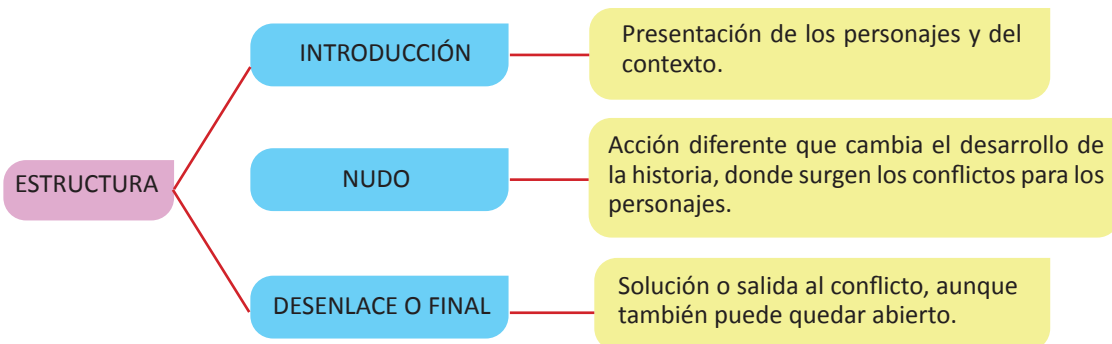 ESTRUCTURA
INTRODUCCIÓN
Presentación de los personajes y del
contexto.
NUDO
Acción diferente que cambia el desarrollo de
la historia, donde surgen los conflictos para los
personajes.
DESENLACE O FINAL
Solución o salida al conflicto, aunque
también puede quedar abierto.